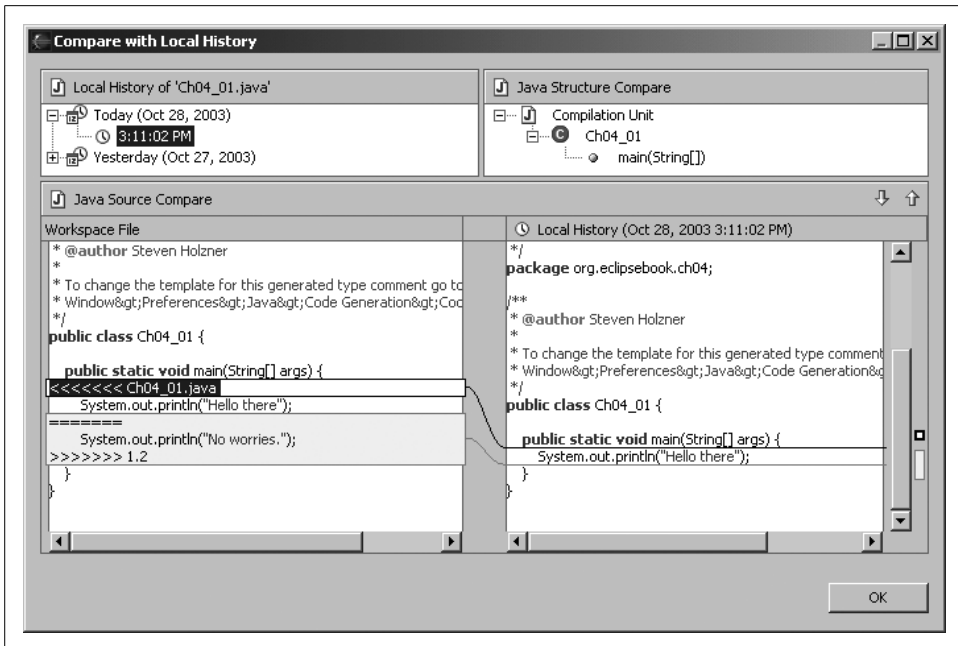 Compare with Local History
Local History of 'Ch04_01.java'
Today (Oct 28, 2003)
3:11:02 PM
Yesterday (Oct 27, 2003)
Java Structure Compare
Compilation Unit
Ch04_01
main(String[])
Java Source Compare
Workspace File
* @author Steven Holzner
*
* To change the template for this generated type comment go to
* Window&gt;Preferences&gt;Java&gt;Code Generation&gt;Coc
*/
public class Ch04_01 {
public static void main(String[] args) {
<<<<<<< Ch04_01.java
System.out.println("Hello there");
=======
System.out.println("No worries.");
>>>>>>> 1.2
}
}
Local History (Oct 28, 2003 3:11:02 PM)
*/
package org.eclipsebook.ch04;
/**
* @author Steven Holzner
*
* To change the template for this generated type comment
* Window&gt;Preferences&gt;Java&gt;Code Generation&g
*/
public class Ch04_01 {
public static void main(String[] args) {
System.out.println("Hello there");
}
}
OK